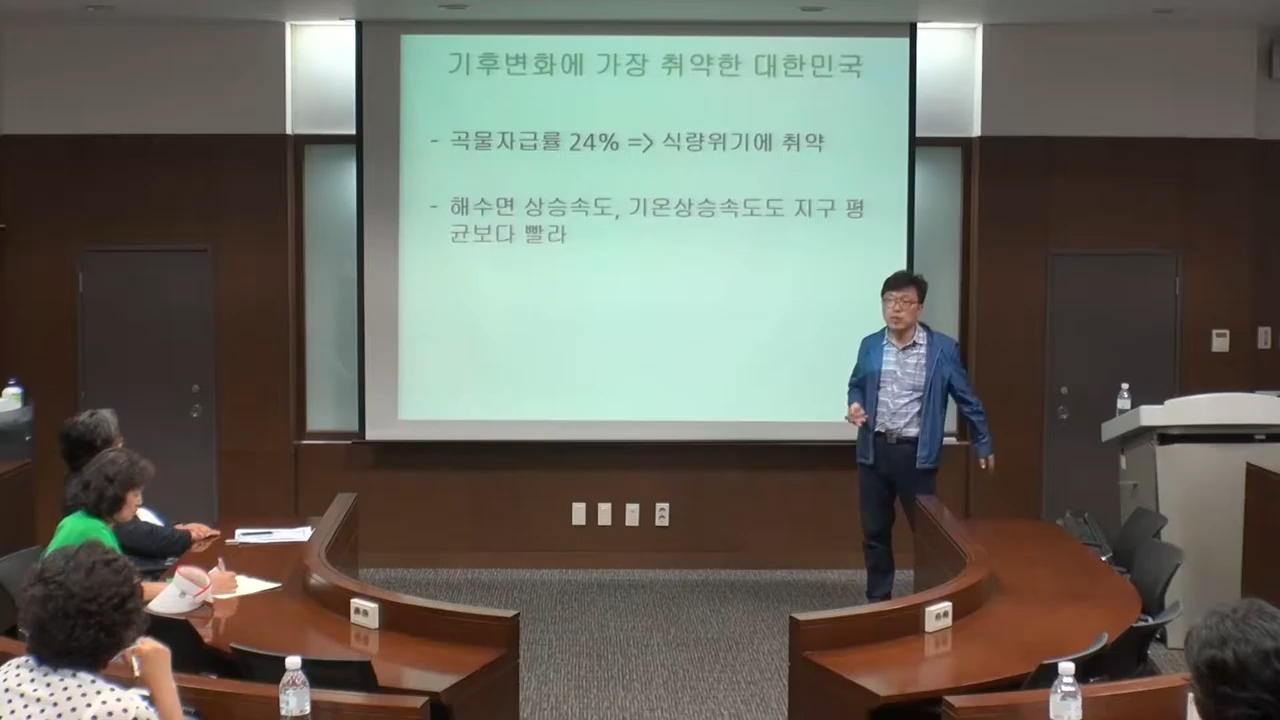 기후변화에 가장 취약한 대한민국
- 곡물자급률 24% => 식량위기에 취약
- 해수면 상승속도, 기온상승속도도 지구 평
균보다 빨라